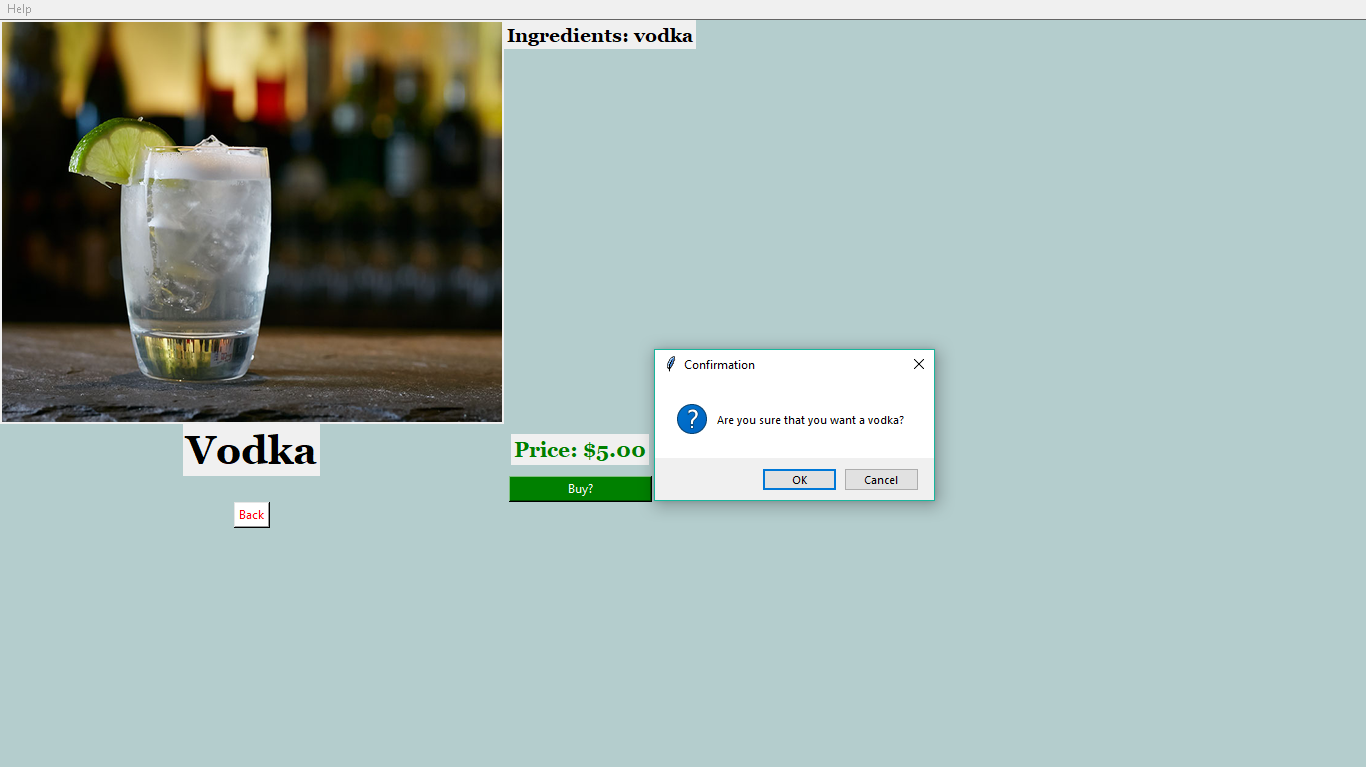 Help
Ingredients: vodka
Vodka
Back
Price: $5.00
Buy?
Confirmation
? Are you sure that you want a vodka?
OK
Cancel